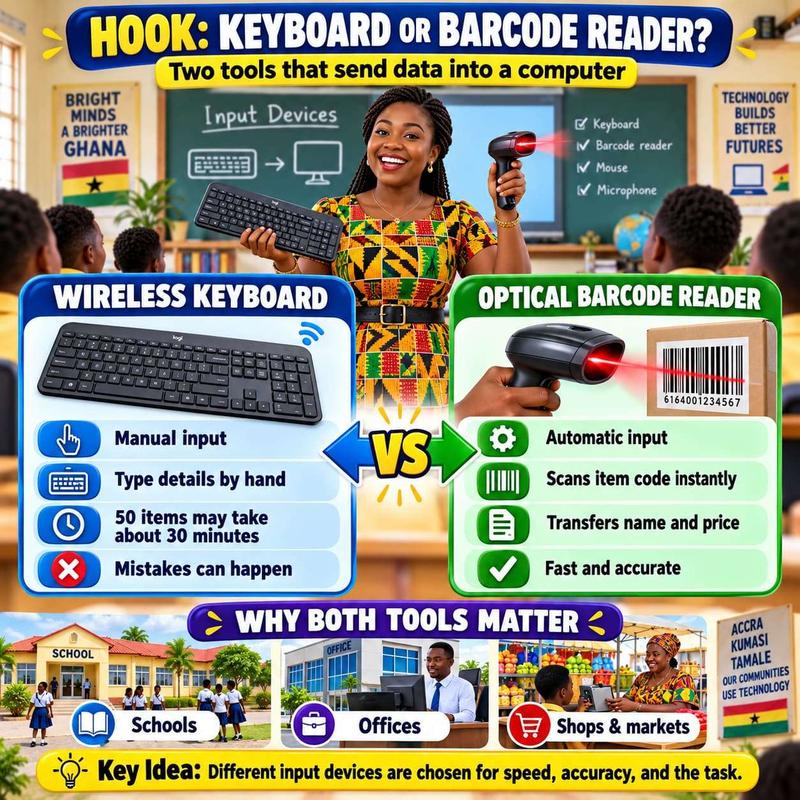 HOOK: KEYBOARD OR BARCODE READER?
Two tools that send data into a computer
BRIGHT
MINDS
A BRIGHTER
GHANA
Input Devices
Keyboard
Barcode reader
Mouse
Microphone
TECHNOLOGY
BUILDS
BETTER
FUTURES
logi
WIRELESS KEYBOARD
logi
Manual input
Type details by hand
50 items may take
about 30 minutes
Mistakes can happen
VS
OPTICAL BARCODE READER
6164001234567
Automatic input
Scans item code instantly
Transfers name and price
Fast and accurate
WHY BOTH TOOLS MATTER
SCHOOL
Schools
OFFICE
Offices
Shops & markets
ACCRA
KUMASI
TAMALE
OUR COMMUNITIES
USE TECHNOLOGY
Key Idea: Different input devices are chosen for speed, accuracy, and the task.